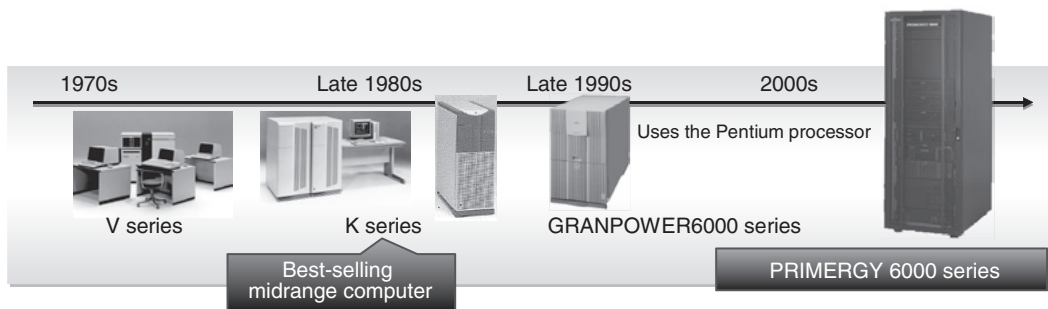 1970s
Late 1980s
Late 1990s
2000s
Uses the Pentium processor
V series
K series
GRANPOWER6000 series
Best-selling
midrange computer
PRIMERGY 6000 series